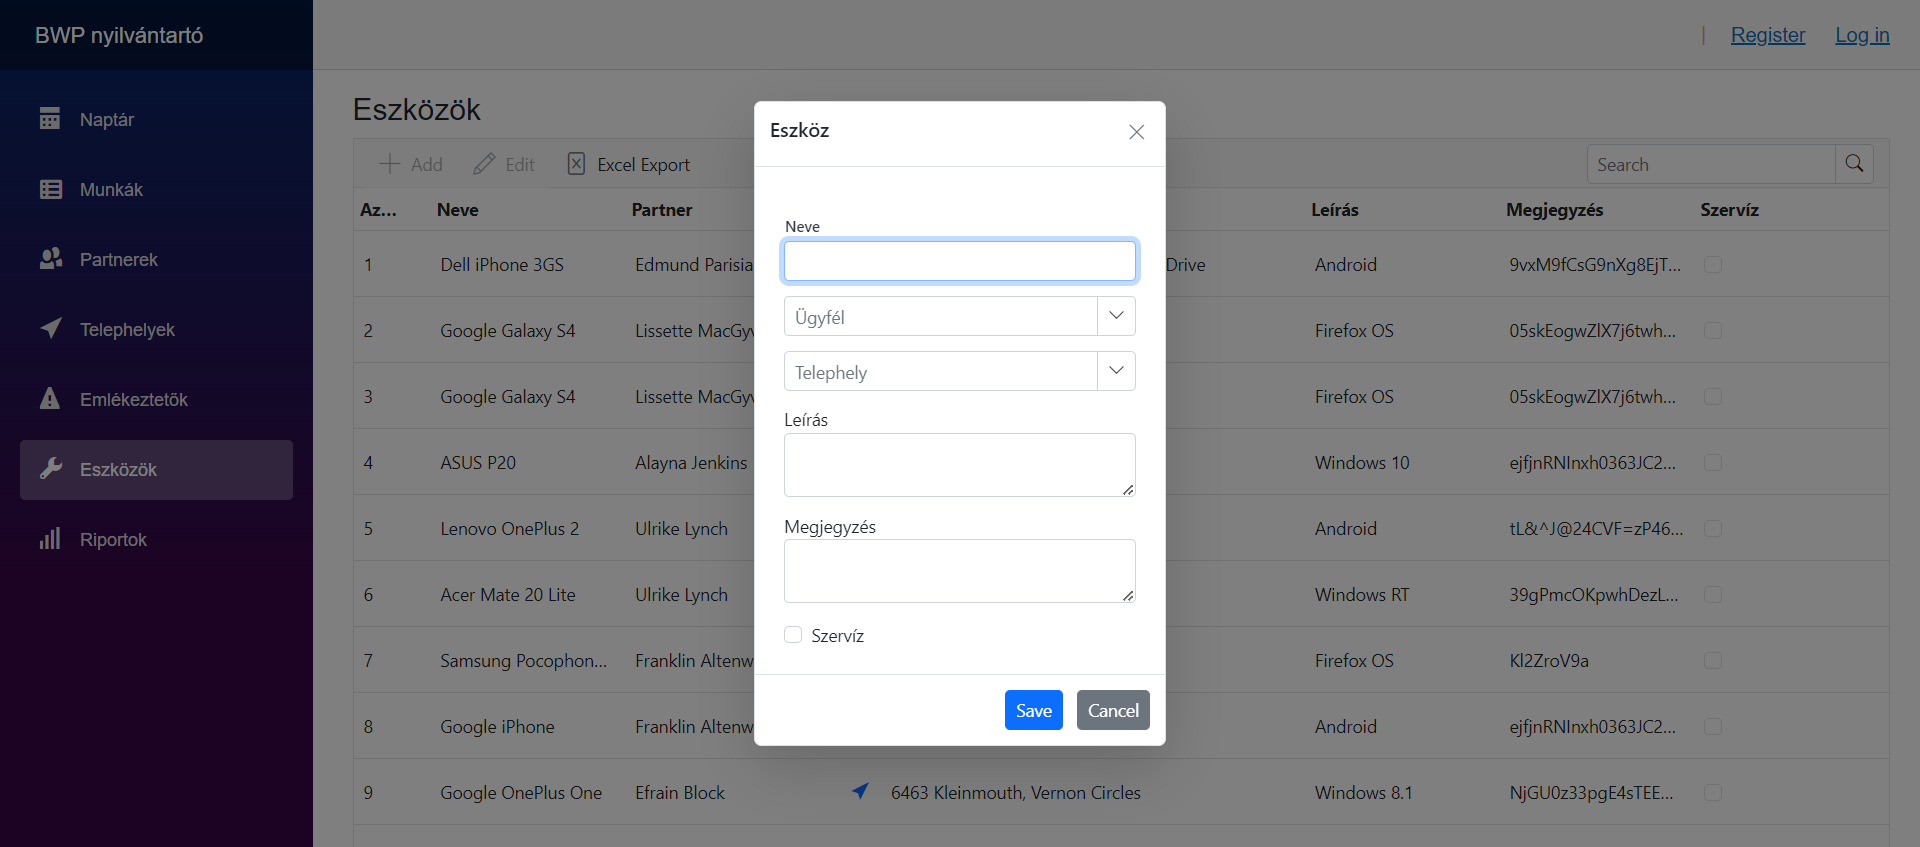 BWP nyilvántartó
| Register Log in
Naptár
Munkák
Partnerek
Telephelyek
Emlékeztetők
Eszközök
Riportok
Eszközök
Add Edit Excel Export Search
Az... Neve Partner Leírás Megjegyzés Szervíz
1 Dell iPhone 3GS Edmund Parisia Drive Android 9vxM9fCsG9nXg8EjT...
2 Google Galaxy S4 Lissette MacGy Firefox OS 05skEogwZlX7j6twh...
3 Google Galaxy S4 Lissette MacGy Firefox OS 05skEogwZlX7j6twh...
4 ASUS P20 Alayna Jenkins Windows 10 ejfjnRNInxh0363JC2...
5 Lenovo OnePlus 2 Ulrike Lynch Android tL&^J@24CVF=zP46...
6 Acer Mate 20 Lite Ulrike Lynch Windows RT 39gPmcOKpwhDezL...
7 Samsung Pocophon... Franklin Altenw Firefox OS Kl2ZroV9a
8 Google iPhone Franklin Altenw Android ejfjnRNInxh0363JC2...
9 Google OnePlus One Efrain Block 6463 Kleinmouth, Vernon Circles Windows 8.1 NjGU0z33pgE4sTEE...
Eszköz
Neve
Ügyfél
Telephely
Leírás
Megjegyzés
Szervíz
Save Cancel